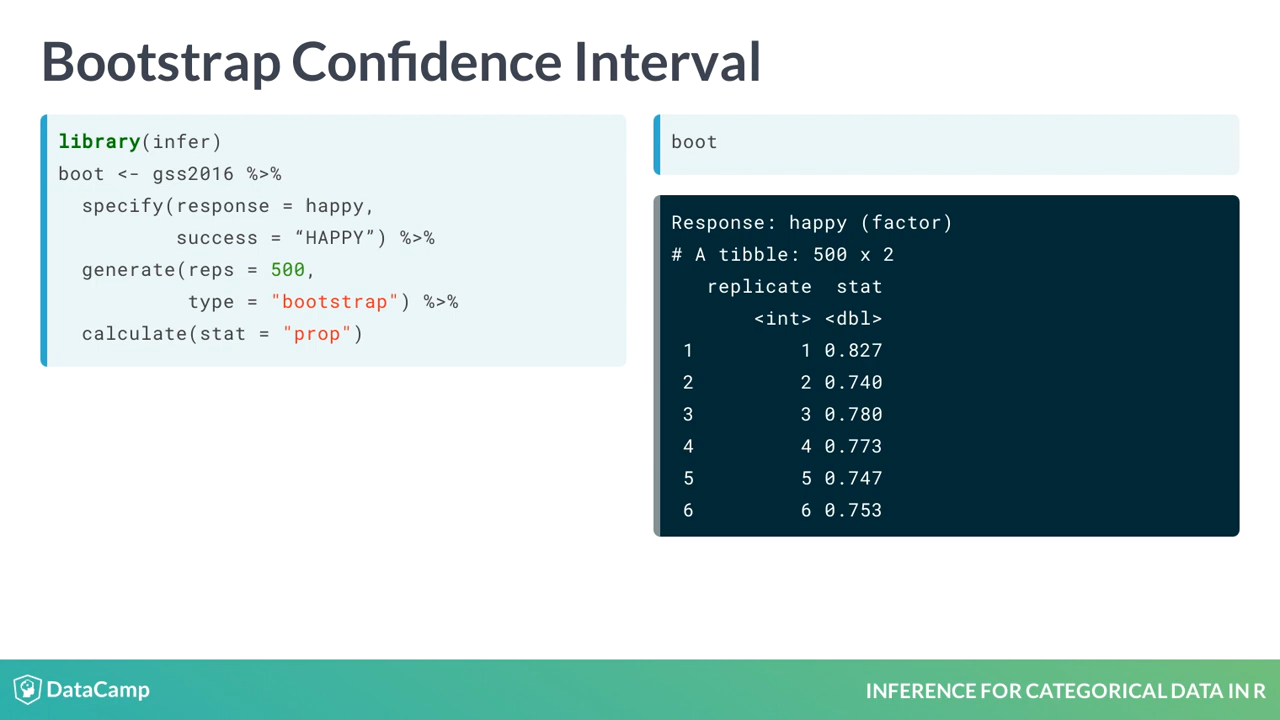 Bootstrap Confidence Interval
library(infer)
boot <- gss2016 %>%
  specify(response = happy,
          success = “HAPPY”) %>%
  generate(reps = 500,
           type = "bootstrap") %>%
  calculate(stat = "prop")
boot
Response: happy (factor)
# A tibble: 500 x 2
   replicate  stat
       <int> <dbl>
 1         1 0.827
 2         2 0.740
 3         3 0.780
 4         4 0.773
 5         5 0.747
 6         6 0.753
DataCamp
INFERENCE FOR CATEGORICAL DATA IN R